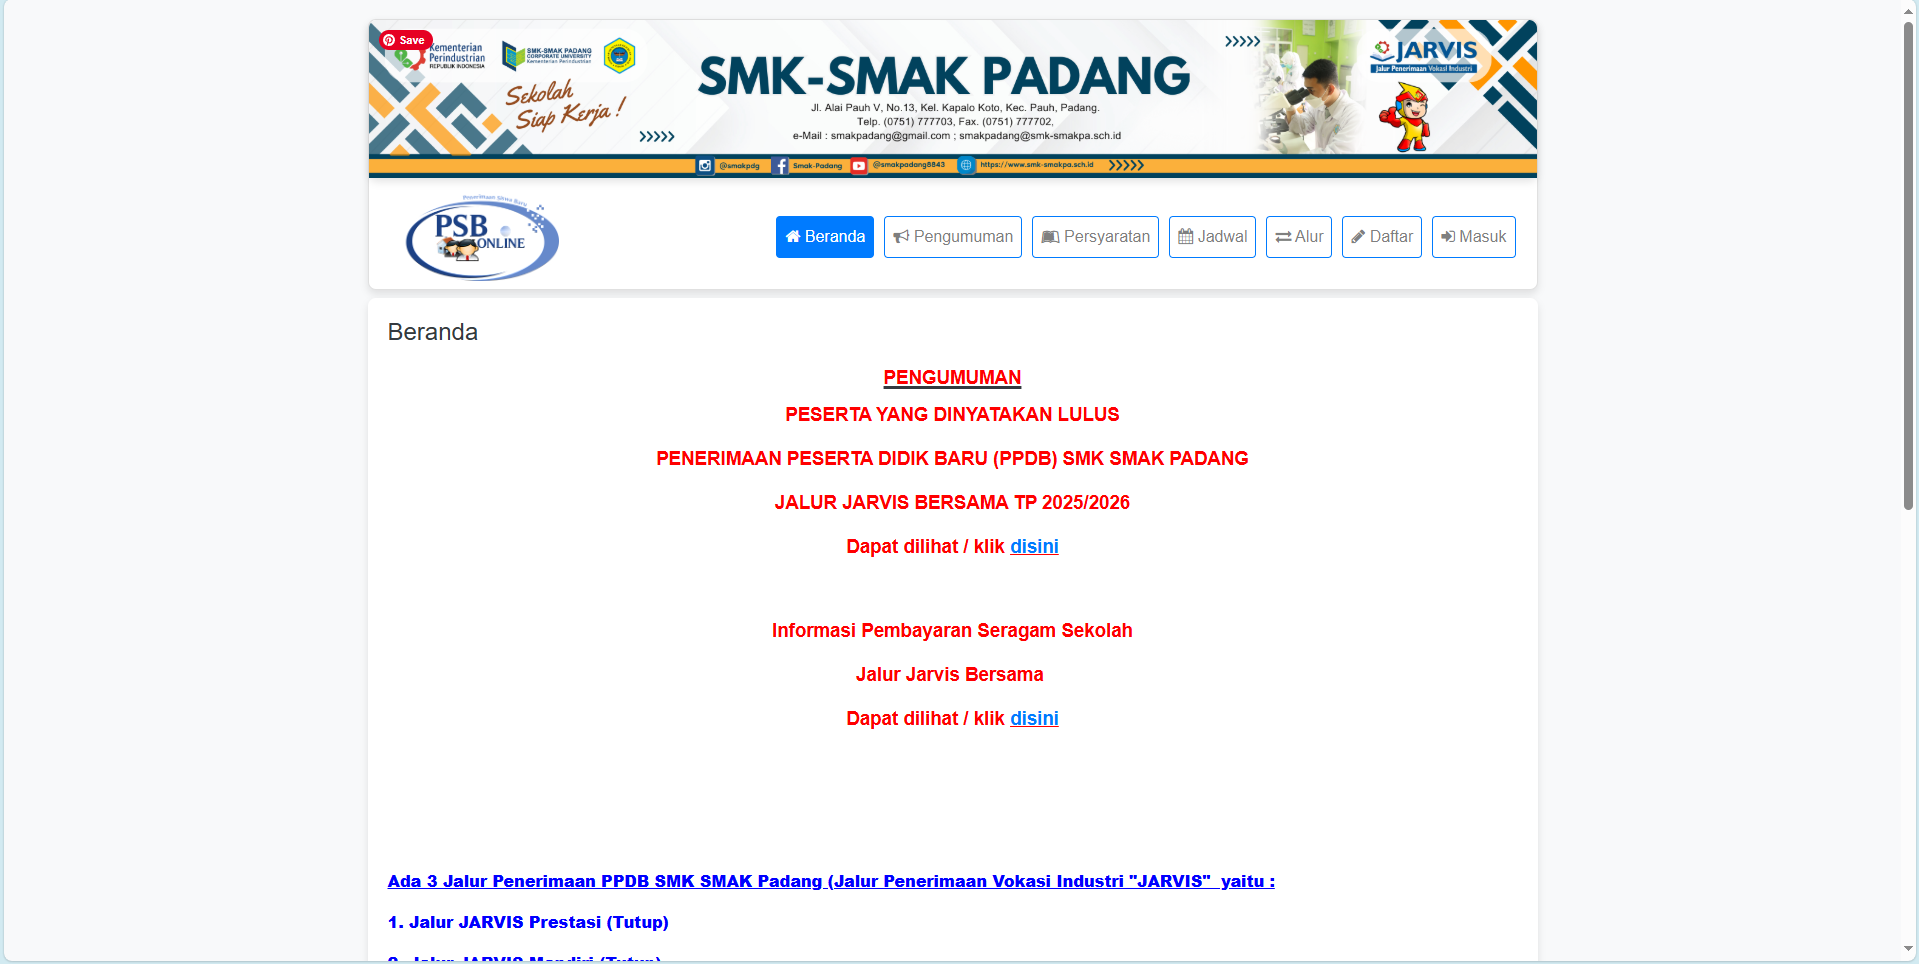 Save
Kementerian
Perindustrian
REPUBLIK INDONESIA
SMK-SMAK PADANG
CORPORATE UNIVERSITY
Kementerian Perindustrian
Sekolah
Siap Kerja !
>>>>>
SMK-SMAK PADANG
Jl. Alai Pauh V, No.13, Kel. Kapalo Koto, Kec. Pauh, Padang.
Telp. (0751) 777703, Fax. (0751) 777702,
e-Mail : smakpadang@gmail.com ; smakpadang@smk-smakpa.sch.id
>>>>>
JARVIS
Jalur Penerimaan Vokasi Industri
@smakpdg Smak-Padang @smakpadang8843 https://www.smk-smakpa.sch.id >>>>>
Penerimaan Siswa Baru
PSB
ONLINE
Beranda Pengumuman Persyaratan Jadwal Alur Daftar Masuk
Beranda
PENGUMUMAN
PESERTA YANG DINYATAKAN LULUS
PENERIMAAN PESERTA DIDIK BARU (PPDB) SMK SMAK PADANG
JALUR JARVIS BERSAMA TP 2025/2026
Dapat dilihat / klik disini
Informasi Pembayaran Seragam Sekolah
Jalur Jarvis Bersama
Dapat dilihat / klik disini
Ada 3 Jalur Penerimaan PPDB SMK SMAK Padang (Jalur Penerimaan Vokasi Industri "JARVIS"  yaitu :
1. Jalur JARVIS Prestasi (Tutup)
2. Jalur JARVIS Mandiri (Tutup)